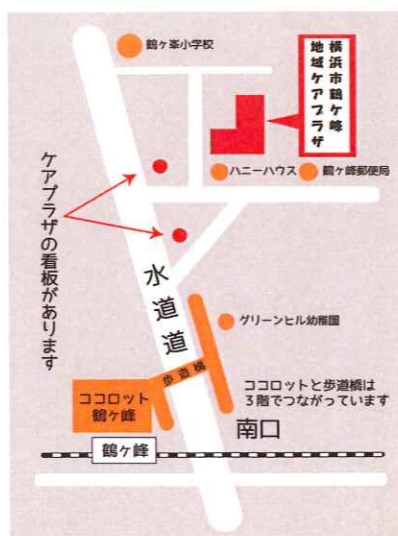 鶴ヶ峯小学校
横浜市鶴ケ峰
地域ケアプラザ
ハニーハウス
鶴ヶ峰郵便局
ケアプラザの看板があります
水道道
グリーンヒル幼稚園
歩道橋
ココロット
鶴ヶ峰
ココロットと歩道橋は
3階でつながっています
南口
鶴ヶ峰